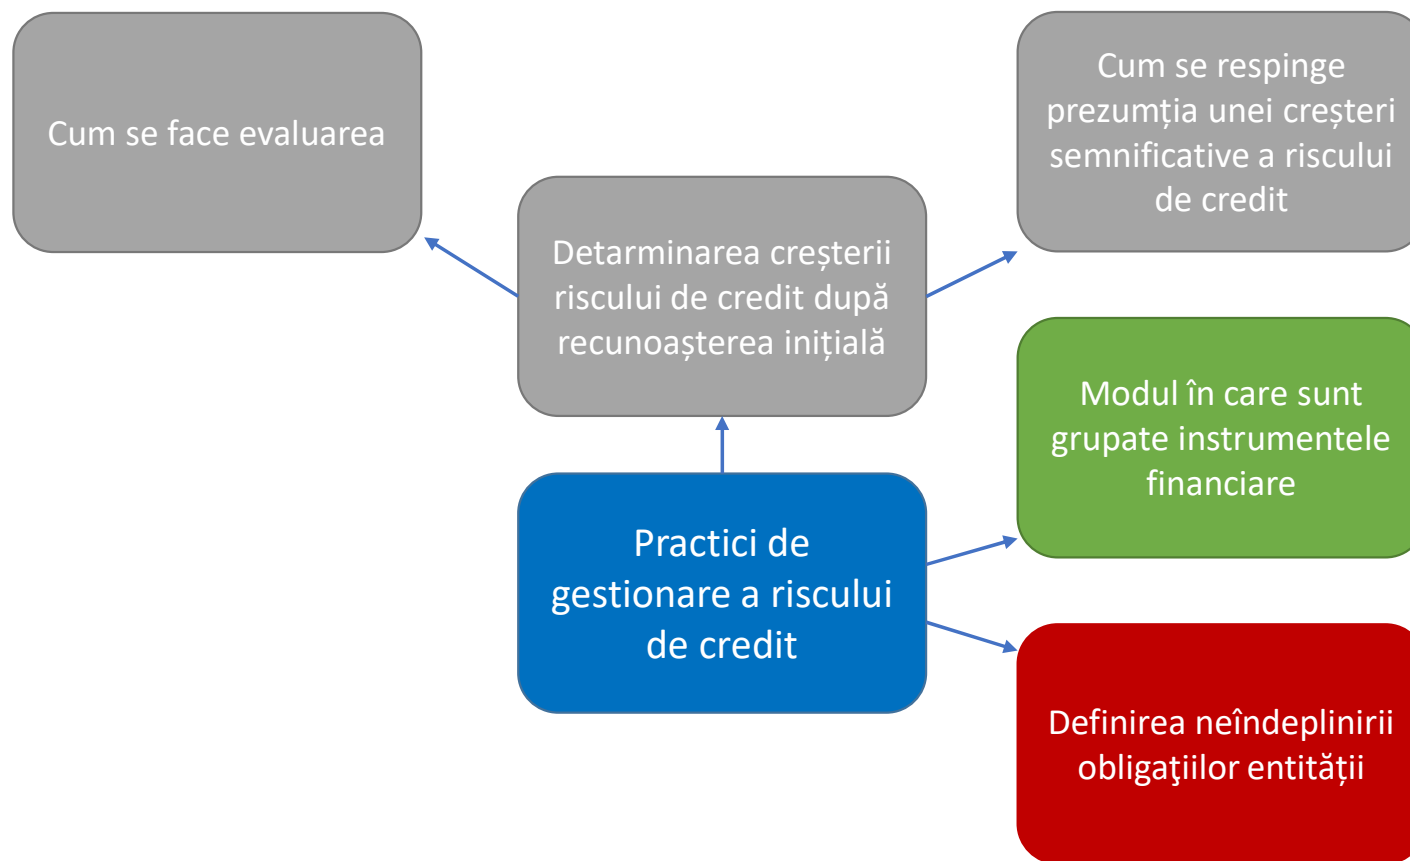 Cum se face evaluarea
Cum se respinge
prezumția unei creșteri
semnificative a riscului
de credit
Detarminarea creșterii
riscului de credit după
recunoașterea inițială
Modul în care sunt
grupate instrumentele
financiare
Practici de
gestionare a riscului
de credit
Definirea neîndeplinirii
obligaţiilor entității